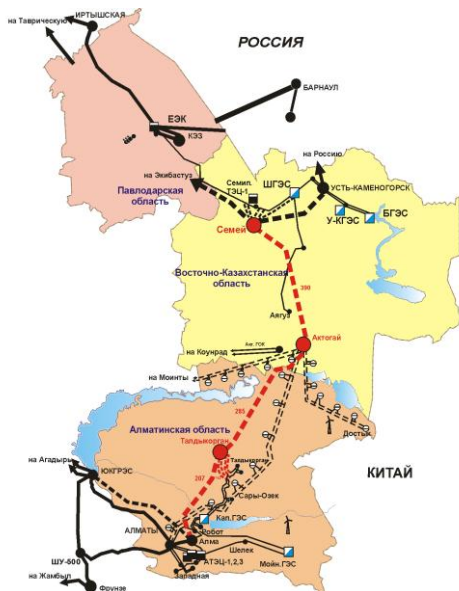 на Таврическую
ИРТЫШСКАЯ
РОССИЯ
БАРНАУЛ
ЕЭК
КЭЗ
на Экибастуз
на Россию
Павлодарская
область
Семип.
ТЭЦ-1
ШГЭС
УСТЬ-КАМЕНОГОРСК
У-КГЭС
БГЭС
Семей
Восточно-Казахстанская
область
Аягуз
Актогай
на Коунрад
на Моинты
Алматинская область
Достык
265
Талдыкорган
Талдыкорган
КИТАЙ
на Агадырь
ЮКГРЭС
207
Сары-Озек
АЛМАТЫ
Кап.ГЭС
Робот
Алма
Шелек
ШУ-500
АТЭЦ-1,2,3
Мойн.ГЭС
Западная
на Жамбыл
Фрунзе